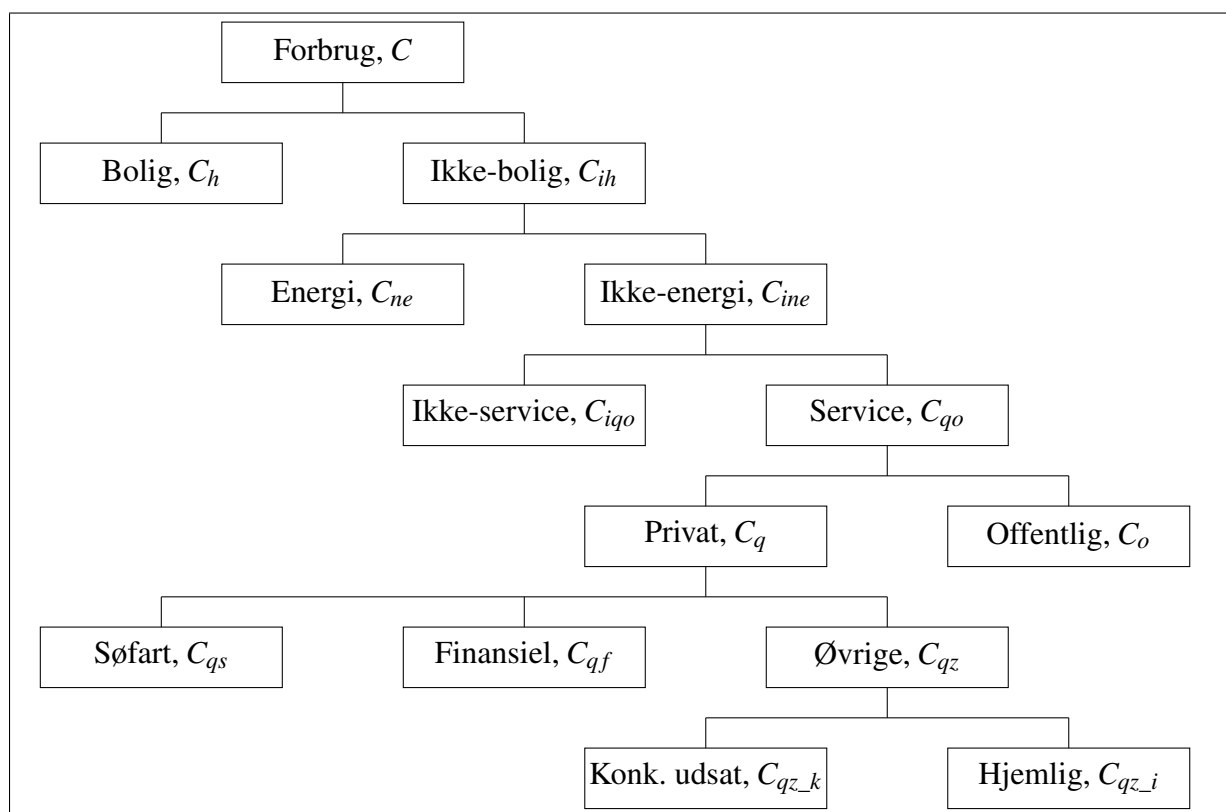 Forbrug, C
Bolig, C_h
Ikke-bolig, C_ih
Energi, C_ne
Ikke-energi, C_ine
Ikke-service, C_iqo
Service, C_qo
Privat, C_q
Offentlig, C_o
Søfart, C_qs
Finansiel, C_qf
Øvrige, C_qz
Konk. udsat, C_qz_k
Hjemlig, C_qz_i